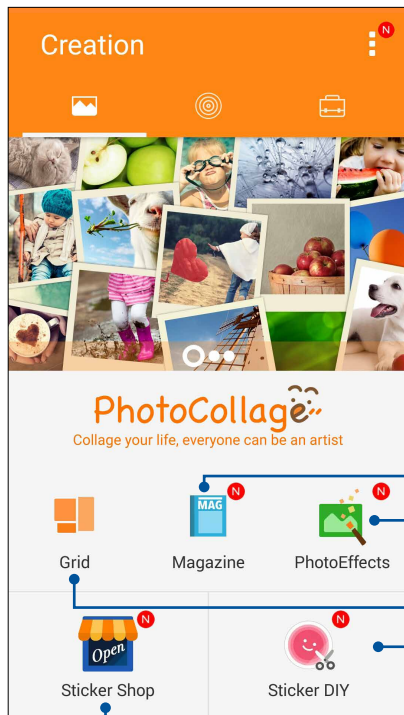 Creation
N
PhotoCollage
Collage your life, everyone can be an artist
MAG
N
N
Grid
Magazine
PhotoEffects
Open
N
N
Sticker Shop
Sticker DIY